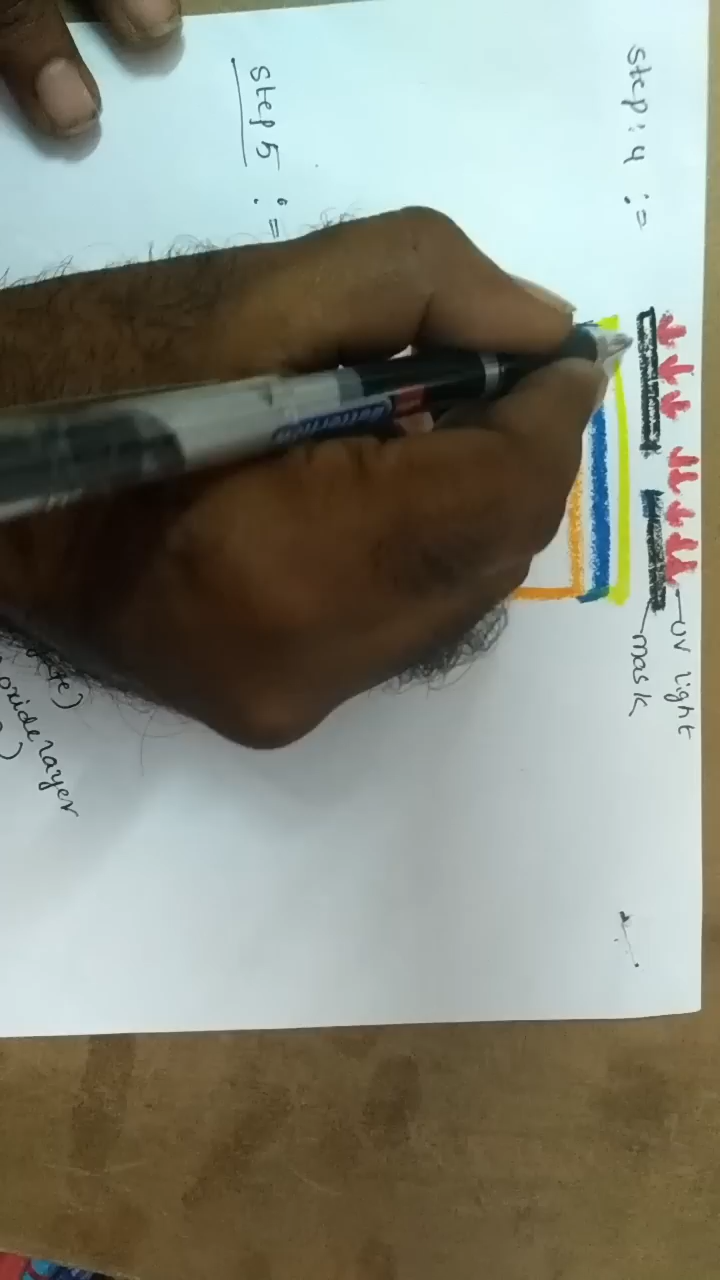 Step: 4 :=
UV light
mask
Step 5 :=
oxide layer